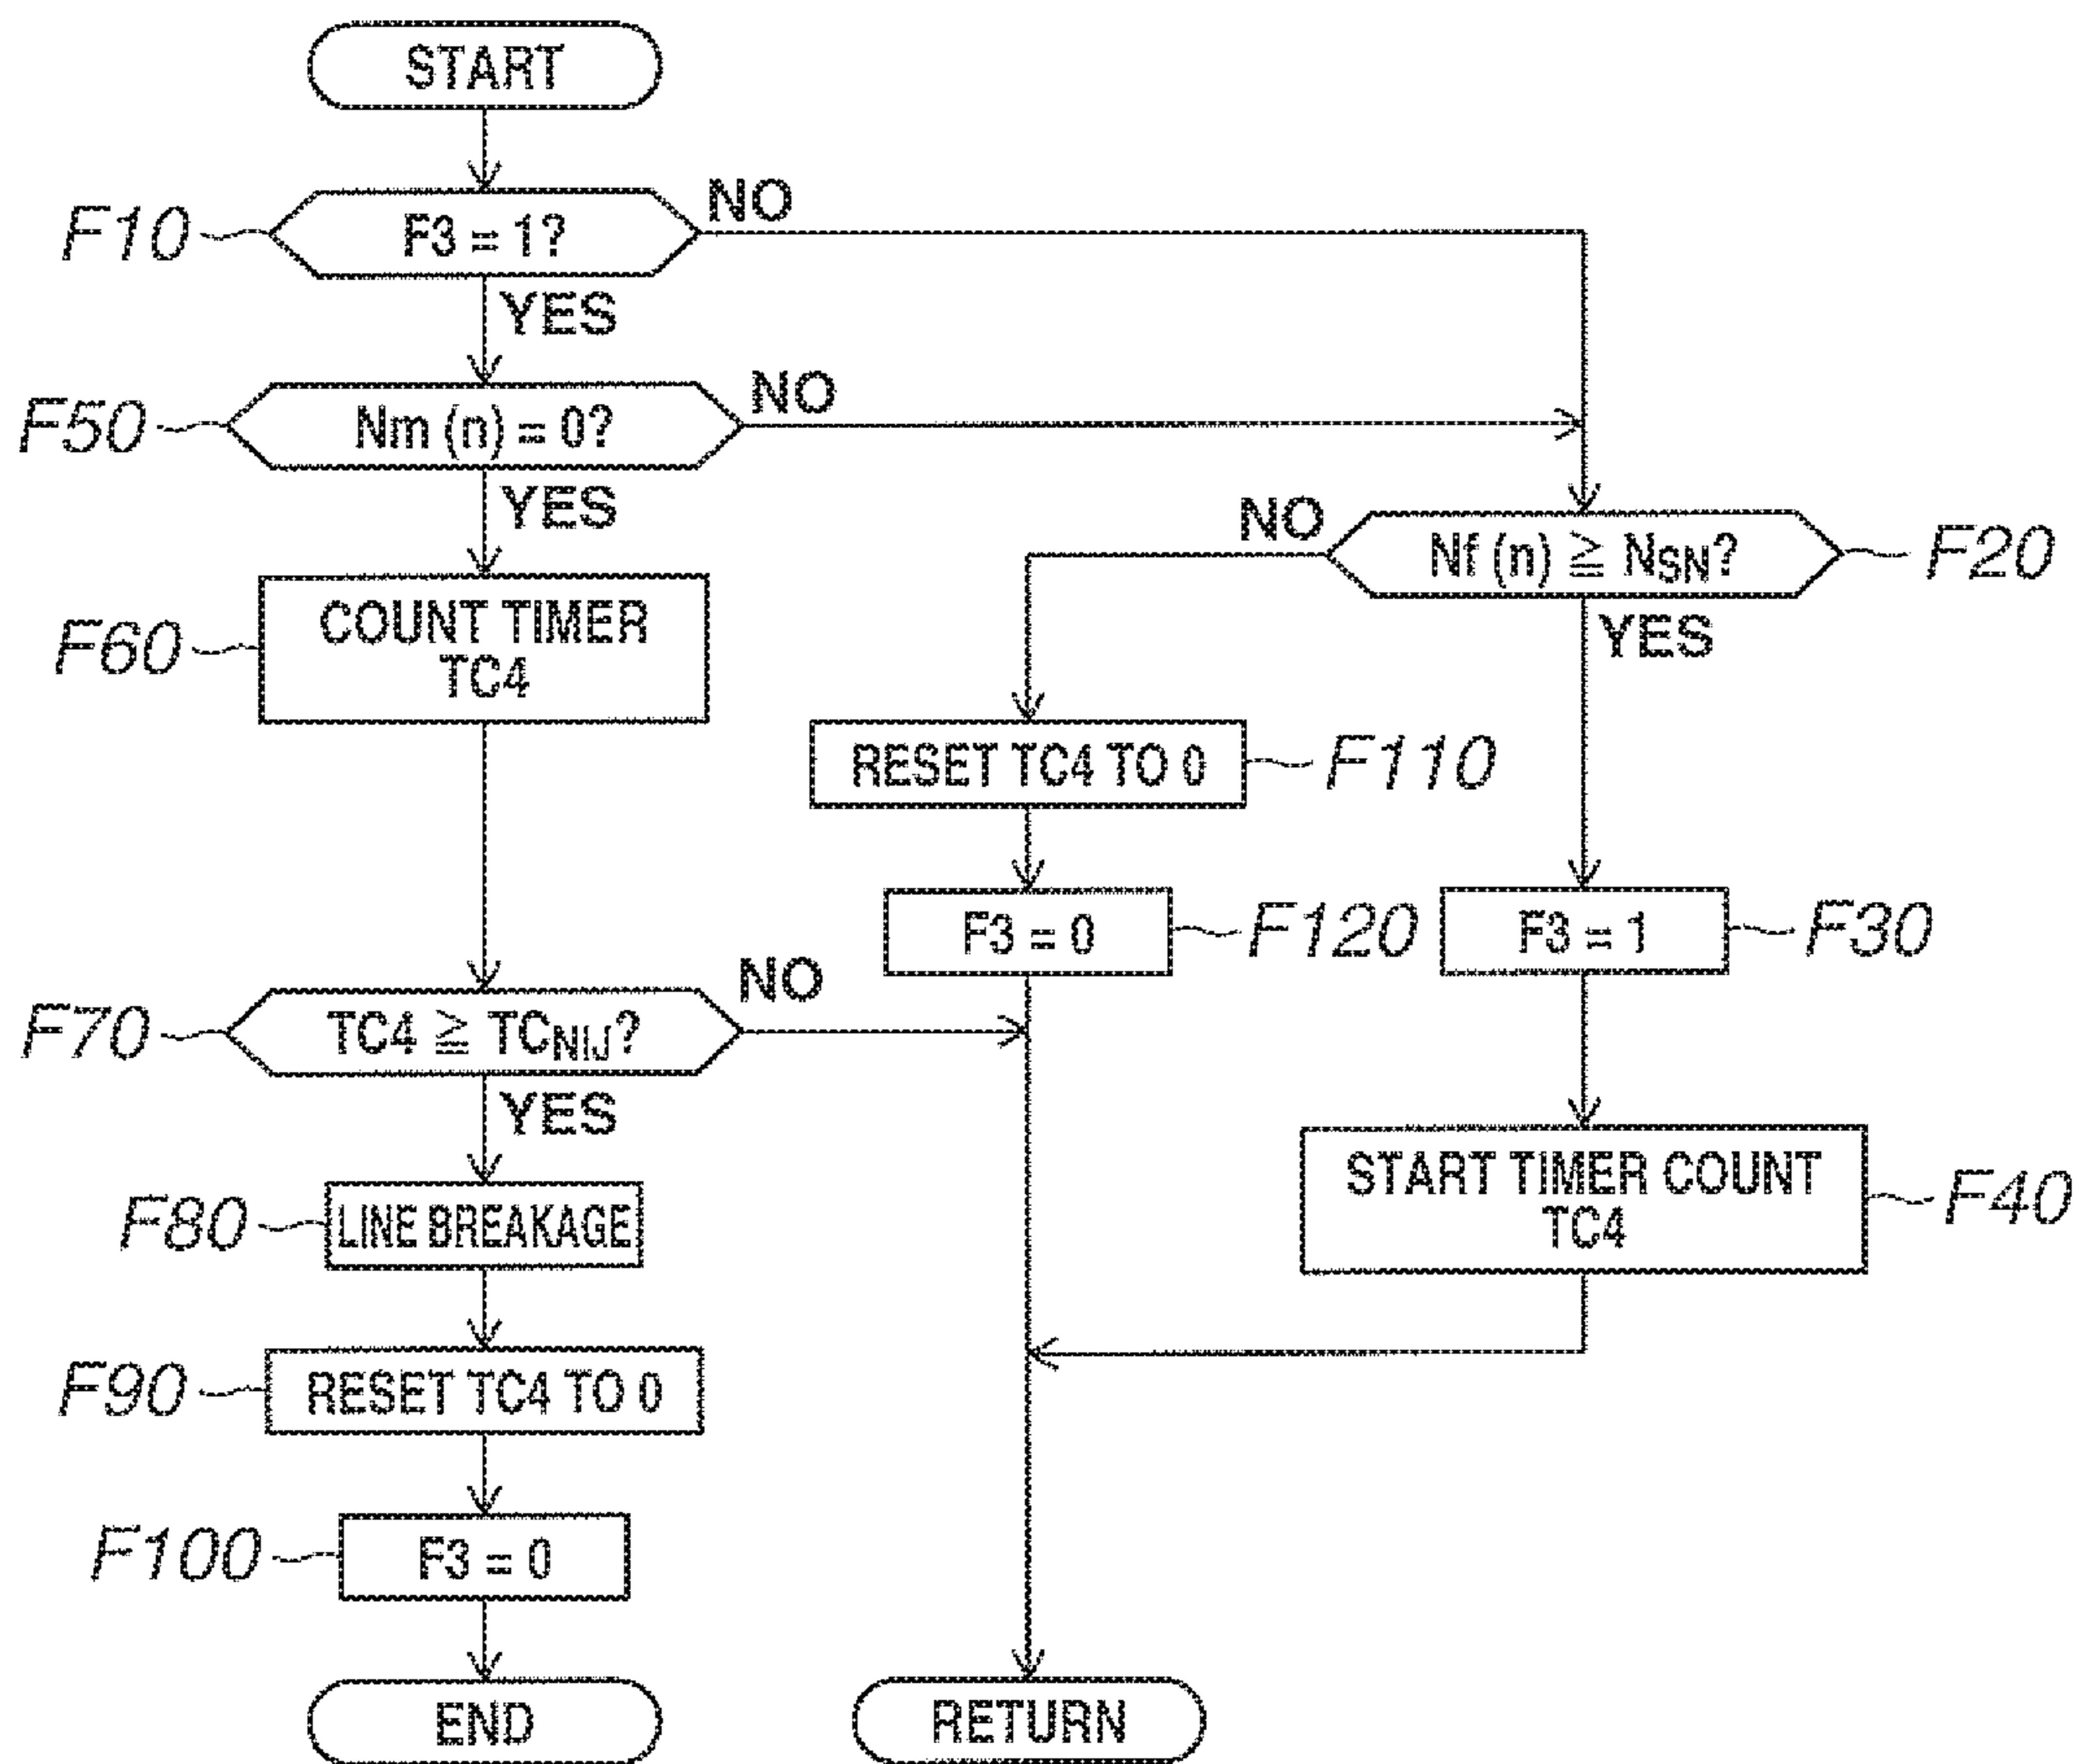 START
F10
F3 = 1?
NO
YES
F50
Nm (n) = 0?
NO
YES
NO
Nf (n) ≧ NSN?
F20
YES
F60
COUNT TIMER
TC4
RESET TC4 TO 0
F110
F3 = 0
F120
F3 = 1
F30
F70
TC4 ≧ TCNIJ?
NO
YES
START TIMER COUNT
TC4
F40
F80
LINE BREAKAGE
F90
RESET TC4 TO 0
F100
F3 = 0
END
RETURN